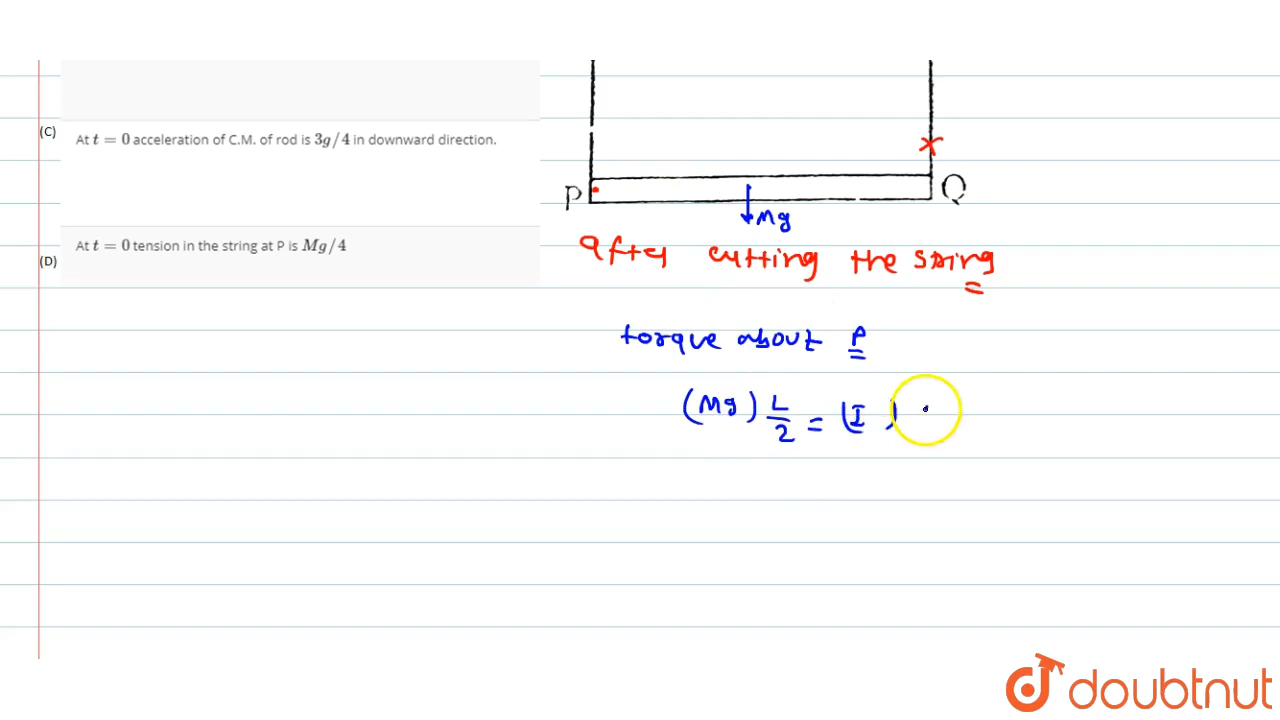 (C) At t = 0 acceleration of C.M. of rod is 3g/4 in downward direction.
P Q
Mg
(D) At t = 0 tension in the string at P is Mg/4
After cutting the string
torque about P
(Mg) L/2 = (I )
doubtnut